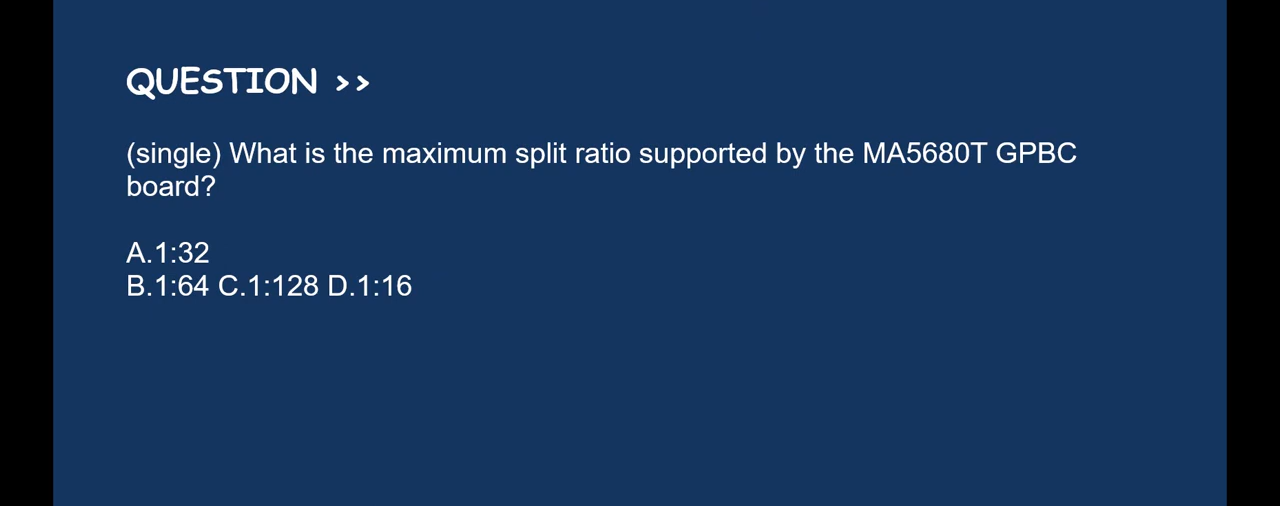 QUESTION >>
(single) What is the maximum split ratio supported by the MA5680T GPBC
board?
A.1:32
B.1:64 C.1:128 D.1:16